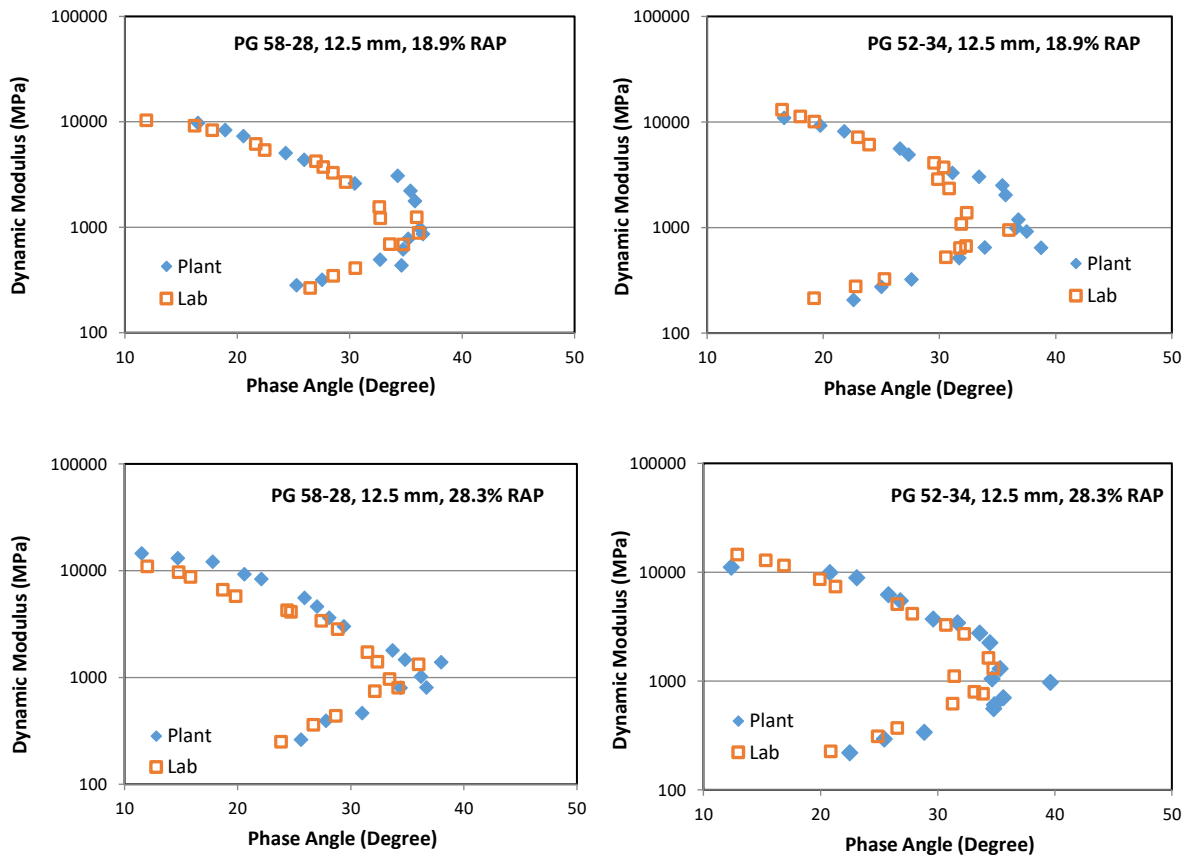 PG 58-28, 12.5 mm, 18.9% RAP
Dynamic Modulus (MPa)
100000
10000
1000
100
Plant
Lab
10 20 30 40 50
Phase Angle (Degree)
PG 52-34, 12.5 mm, 18.9% RAP
Dynamic Modulus (MPa)
100000
10000
1000
100
Plant
Lab
10 20 30 40 50
Phase Angle (Degree)
PG 58-28, 12.5 mm, 28.3% RAP
Dynamic Modulus (MPa)
100000
10000
1000
100
Plant
Lab
10 20 30 40 50
Phase Angle (Degree)
PG 52-34, 12.5 mm, 28.3% RAP
Dynamic Modulus (MPa)
100000
10000
1000
100
Plant
Lab
10 20 30 40 50
Phase Angle (Degree)